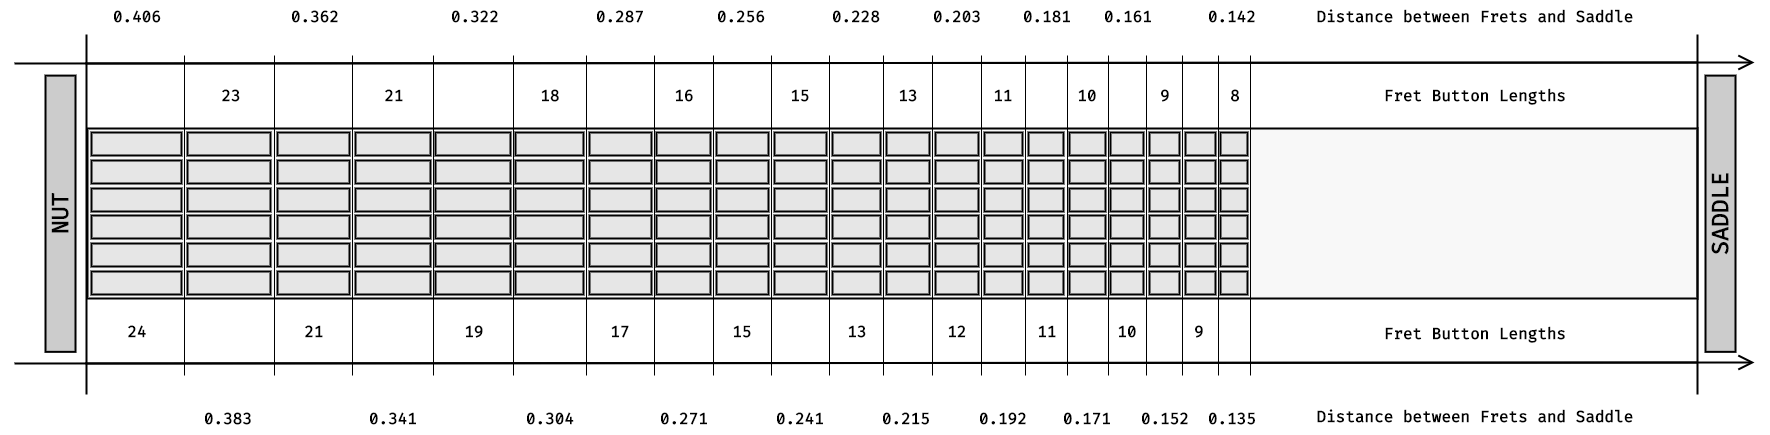 0.406 0.362 0.322 0.287 0.256 0.228 0.203 0.181 0.161 0.142 Distance between Frets and Saddle
23 21 18 16 15 13 11 10 9 8 Fret Button Lengths
NUT
SADDLE
24 21 19 17 15 13 12 11 10 9 Fret Button Lengths
0.383 0.341 0.304 0.271 0.241 0.215 0.192 0.171 0.152 0.135 Distance between Frets and Saddle